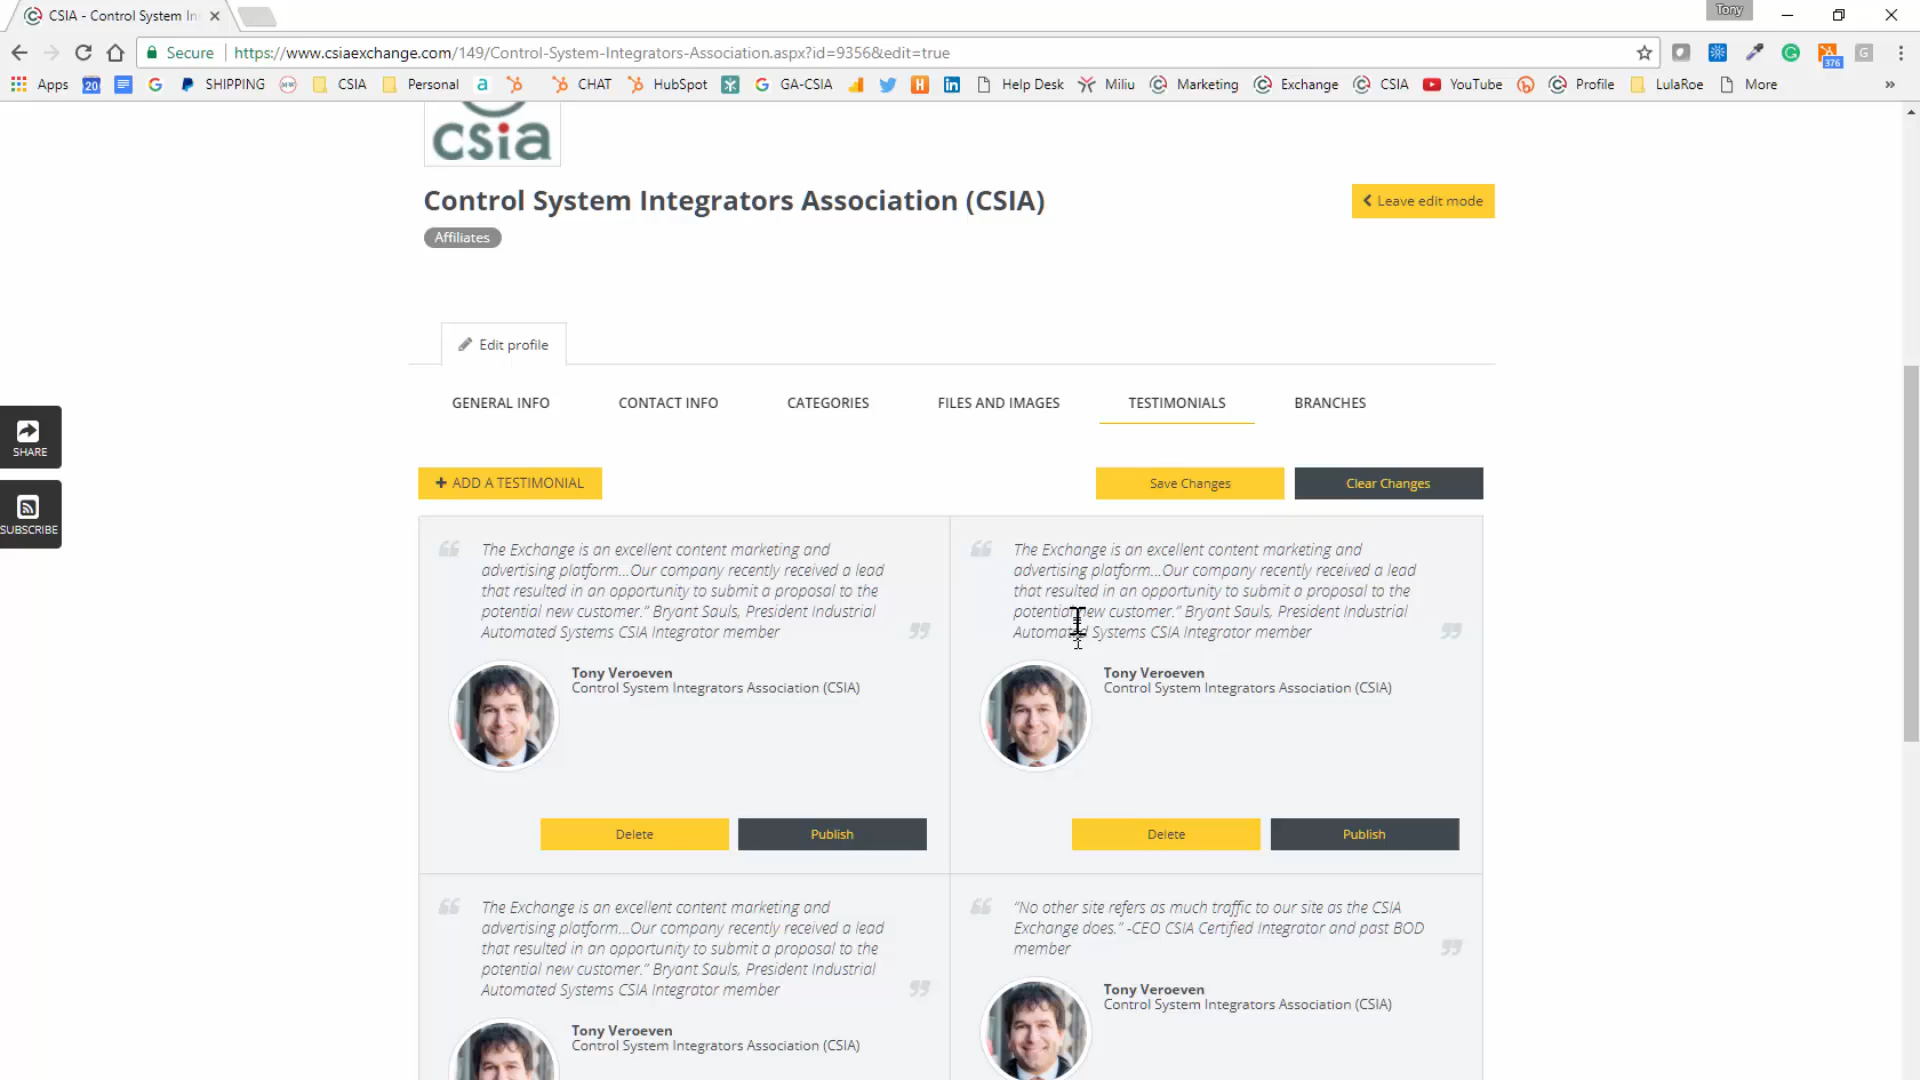 CSIA - Control System In
Tony
Secure
https://www.csiaexchange.com/149/Control-System-Integrators-Association.aspx?id=9356&edit=true
376
Apps
20
SHIPPING
CSIA
Personal
CHAT
HubSpot
GA-CSIA
Help Desk
Miliu
Marketing
Exchange
CSIA
YouTube
Profile
LulaRoe
More
»
csia
Control System Integrators Association (CSIA)
Leave edit mode
Affiliates
Edit profile
GENERAL INFO
CONTACT INFO
CATEGORIES
FILES AND IMAGES
TESTIMONIALS
BRANCHES
SHARE
SUBSCRIBE
+ ADD A TESTIMONIAL
Save Changes
Clear Changes
The Exchange is an excellent content marketing and
advertising platform...Our company recently received a lead
that resulted in an opportunity to submit a proposal to the
potential new customer.” Bryant Sauls, President Industrial
Automated Systems CSIA Integrator member
Tony Veroeven
Control System Integrators Association (CSIA)
Delete
Publish
The Exchange is an excellent content marketing and
advertising platform...Our company recently received a lead
that resulted in an opportunity to submit a proposal to the
potential new customer.” Bryant Sauls, President Industrial
Automated Systems CSIA Integrator member
Tony Veroeven
Control System Integrators Association (CSIA)
Delete
Publish
The Exchange is an excellent content marketing and
advertising platform...Our company recently received a lead
that resulted in an opportunity to submit a proposal to the
potential new customer.” Bryant Sauls, President Industrial
Automated Systems CSIA Integrator member
Tony Veroeven
Control System Integrators Association (CSIA)
“No other site refers as much traffic to our site as the CSIA
Exchange does.” -CEO CSIA Certified Integrator and past BOD
member
Tony Veroeven
Control System Integrators Association (CSIA)